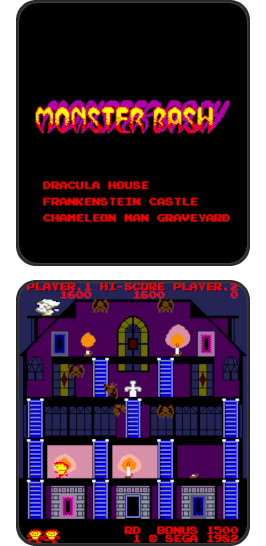 MONSTER BASH
DRACULA HOUSE
FRANKENSTEIN CASTLE
CHAMELEON MAN GRAVEYARD
PLAYER.1 HI-SCORE PLAYER.2
1600 1600 0
RD BONUS 1500
1 © SEGA 1982